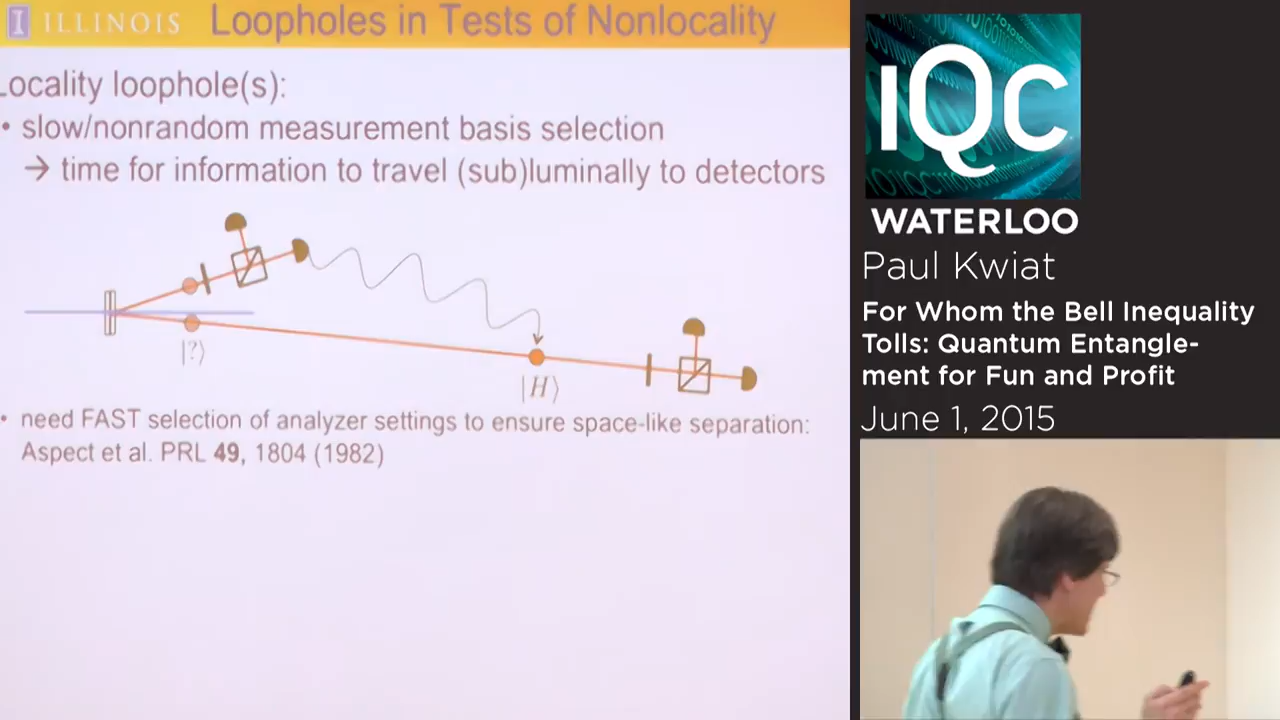 I ILLINOIS Loopholes in Tests of Nonlocality
Locality loophole(s):
• slow/nonrandom measurement basis selection
→ time for information to travel (sub)luminally to detectors
|?⟩
|H⟩
• need FAST selection of analyzer settings to ensure space-like separation:
Aspect et al. PRL 49, 1804 (1982)
IQC
WATERLOO
Paul Kwiat
For Whom the Bell Inequality
Tolls: Quantum Entangle-
ment for Fun and Profit
June 1, 2015